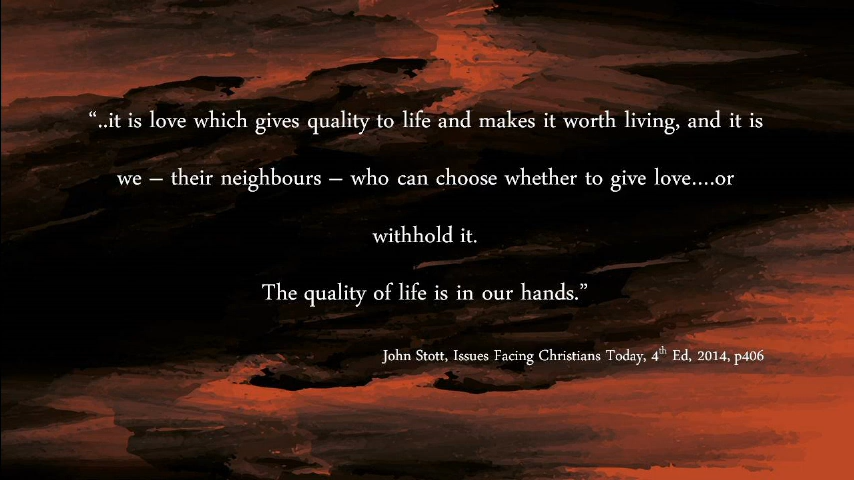 “..it is love which gives quality to life and makes it worth living, and it is
we – their neighbours – who can choose whether to give love....or
withhold it.
The quality of life is in our hands.”
John Stott, Issues Facing Christians Today, 4th Ed, 2014, p406